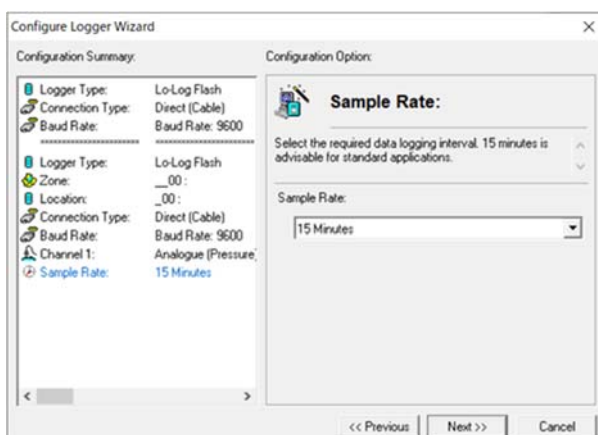 Configure Logger Wizard
Configuration Summary:
Logger Type: Lo-Log Flash
Connection Type: Direct (Cable)
Baud Rate: Baud Rate: 9600
Logger Type: Lo-Log Flash
Zone: __00 :
Location: _00 :
Connection Type: Direct (Cable)
Baud Rate: Baud Rate: 9600
Channel 1: Analogue (Pressure)
Sample Rate: 15 Minutes
Configuration Option:
Sample Rate:
Select the required data logging interval. 15 minutes is
advisable for standard applications.
Sample Rate:
15 Minutes
<< Previous Next >> Cancel